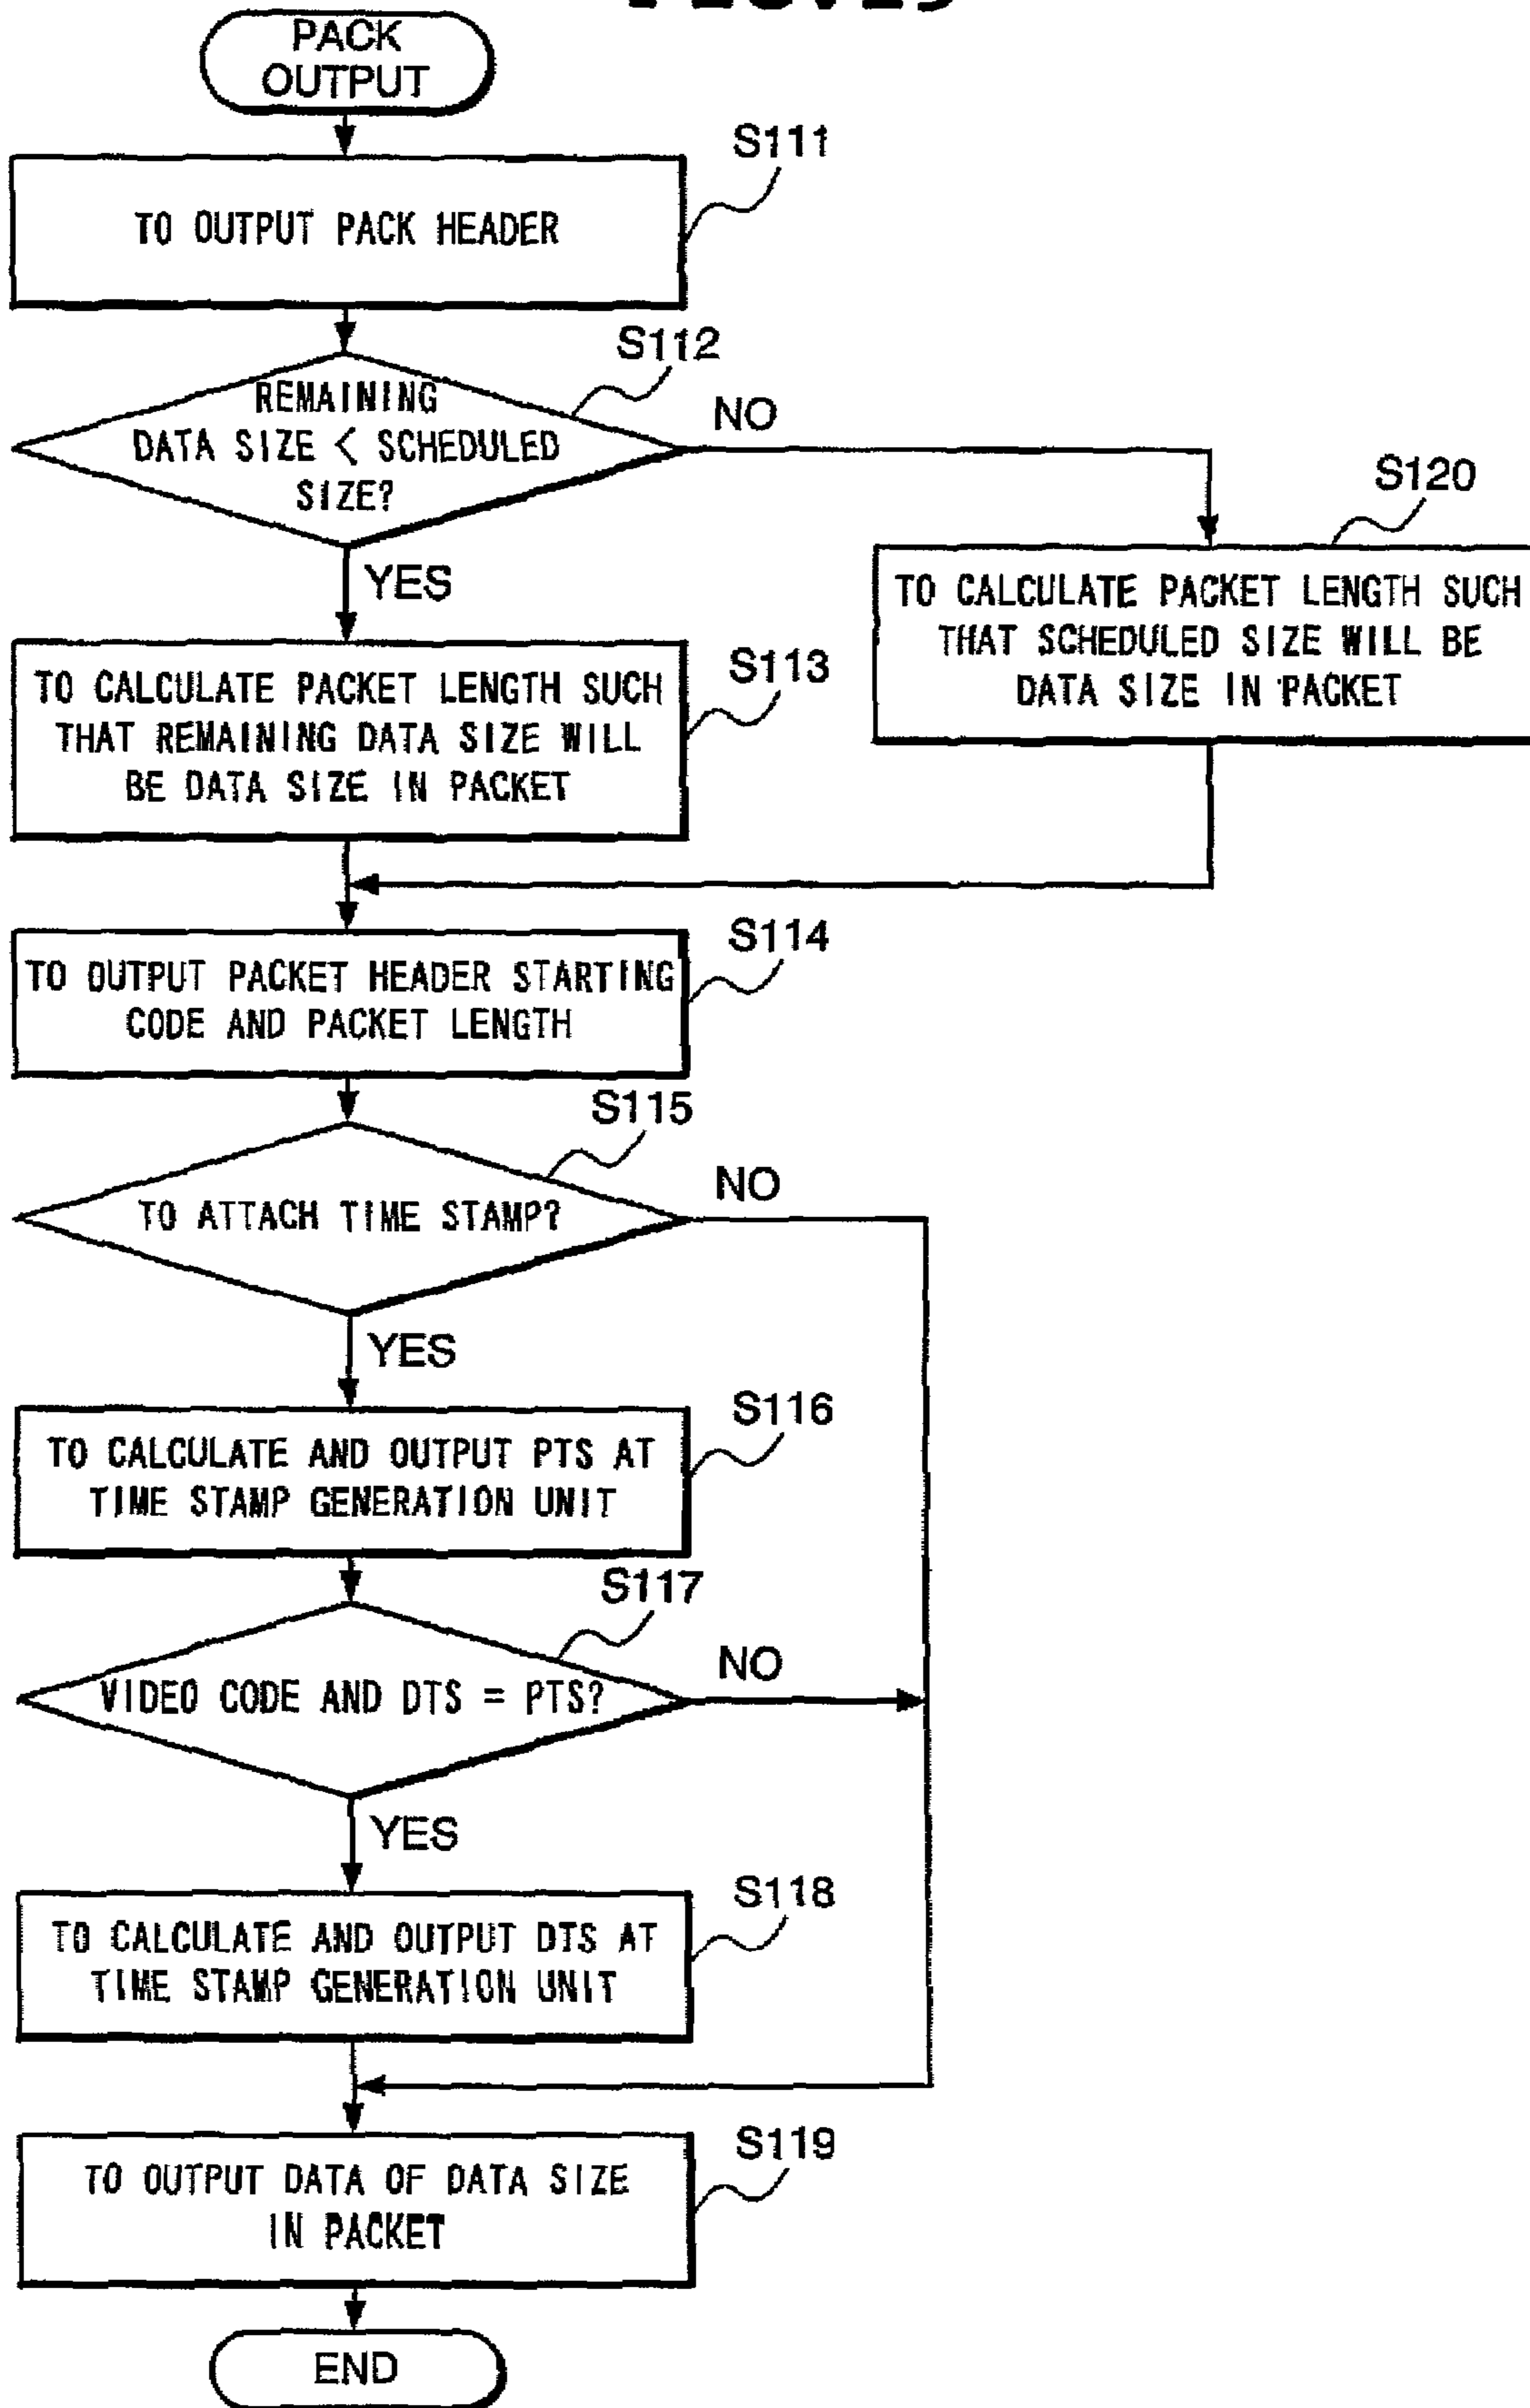 PACK
OUTPUT
S111
TO OUTPUT PACK HEADER
S112
REMAINING
DATA SIZE < SCHEDULED
SIZE?
NO
YES
S120
TO CALCULATE PACKET LENGTH SUCH
THAT SCHEDULED SIZE WILL BE
DATA SIZE IN PACKET
S113
TO CALCULATE PACKET LENGTH SUCH
THAT REMAINING DATA SIZE WILL
BE DATA SIZE IN PACKET
S114
TO OUTPUT PACKET HEADER STARTING
CODE AND PACKET LENGTH
S115
TO ATTACH TIME STAMP?
NO
YES
S116
TO CALCULATE AND OUTPUT PTS AT
TIME STAMP GENERATION UNIT
S117
VIDEO CODE AND DTS = PTS?
NO
YES
S118
TO CALCULATE AND OUTPUT DTS AT
TIME STAMP GENERATION UNIT
S119
TO OUTPUT DATA OF DATA SIZE
IN PACKET
END